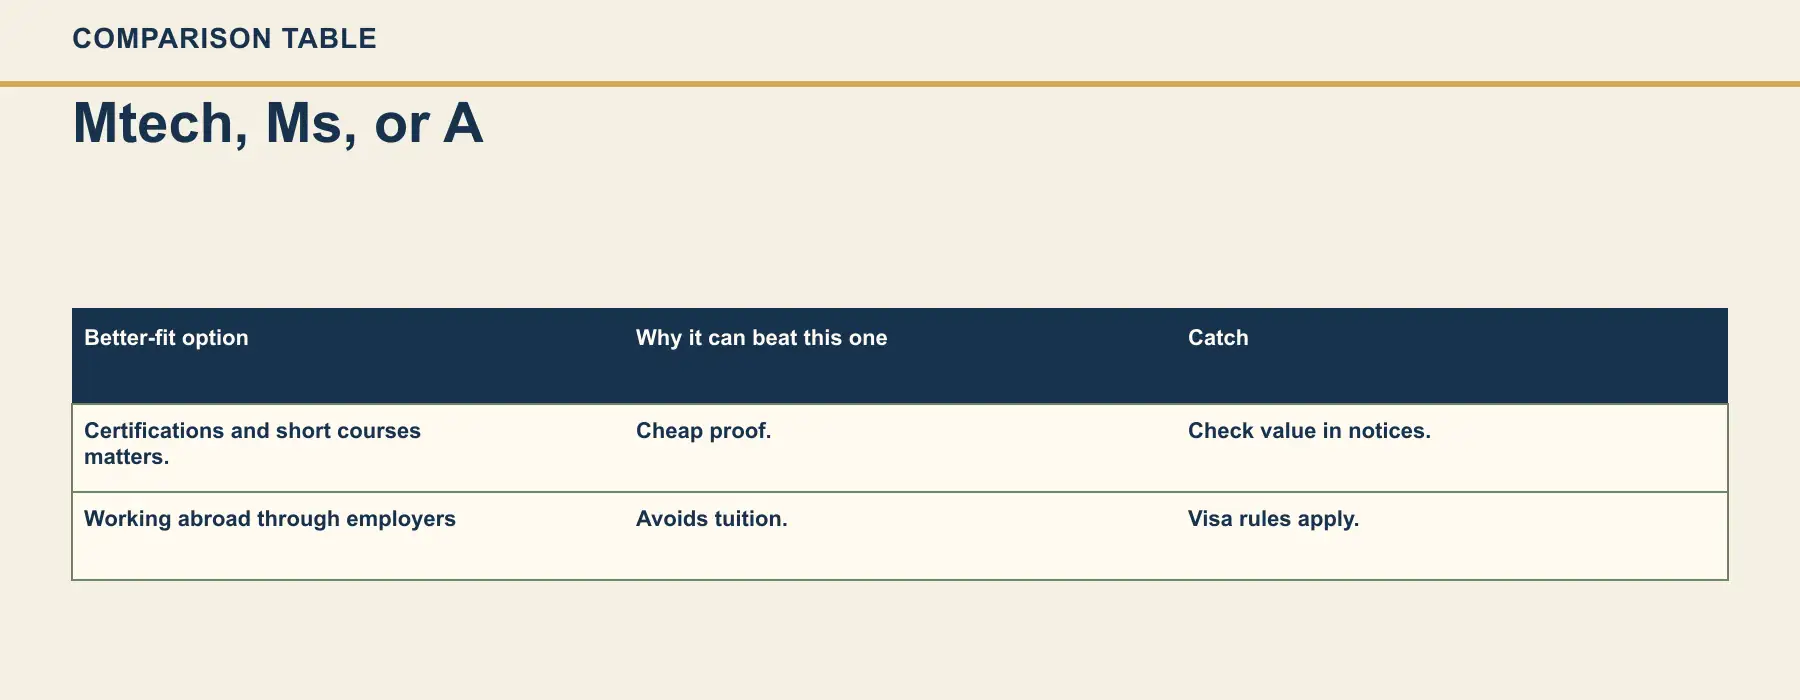 COMPARISON TABLE
Mtech, Ms, or A
Better-fit option
Why it can beat this one
Catch
Certifications and short courses
matters.
Cheap proof.
Check value in notices.
Working abroad through employers
Avoids tuition.
Visa rules apply.